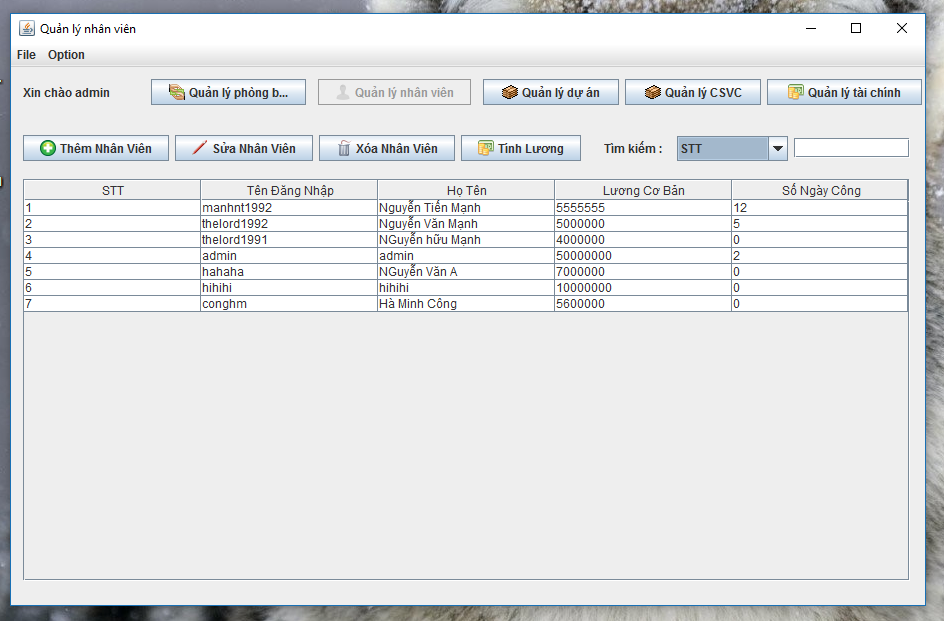 Quản lý nhân viên
File Option
Xin chào admin Quản lý phòng b... Quản lý nhân viên Quản lý dự án Quản lý CSVC Quản lý tài chính
Thêm Nhân Viên Sửa Nhân Viên Xóa Nhân Viên Tính Lương Tìm kiếm : STT
STT Tên Đăng Nhập Họ Tên Lương Cơ Bản Số Ngày Công
1 manhnt1992 Nguyễn Tiến Mạnh 5555555 12
2 thelord1992 Nguyễn Văn Mạnh 5000000 5
3 thelord1991 NGuyễn hữu Mạnh 4000000 0
4 admin admin 50000000 2
5 hahaha NGuyễn Văn A 7000000 0
6 hihihi hihihi 10000000 0
7 conghm Hà Minh Công 5600000 0